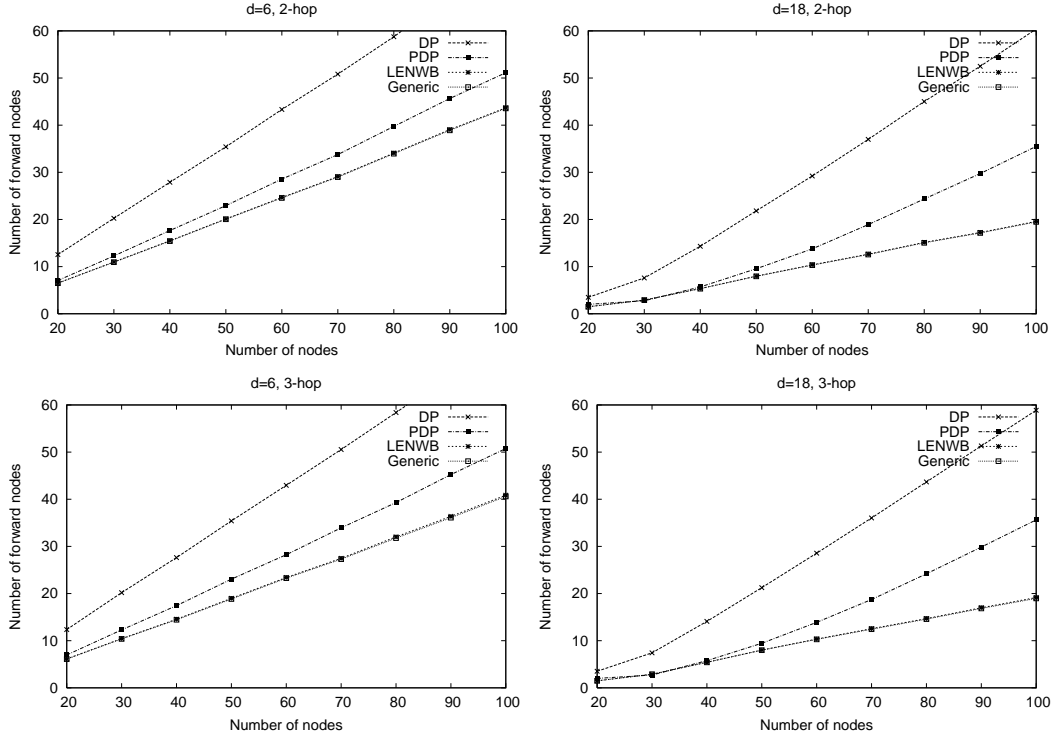 d=6, 2-hop
Number of forward nodes
60
50
40
30
20
10
0
DP
PDP
LENWB
Generic
20 30 40 50 60 70 80 90 100
Number of nodes
d=18, 2-hop
Number of forward nodes
60
50
40
30
20
10
0
DP
PDP
LENWB
Generic
20 30 40 50 60 70 80 90 100
Number of nodes
d=6, 3-hop
Number of forward nodes
60
50
40
30
20
10
0
DP
PDP
LENWB
Generic
20 30 40 50 60 70 80 90 100
Number of nodes
d=18, 3-hop
Number of forward nodes
60
50
40
30
20
10
0
DP
PDP
LENWB
Generic
20 30 40 50 60 70 80 90 100
Number of nodes